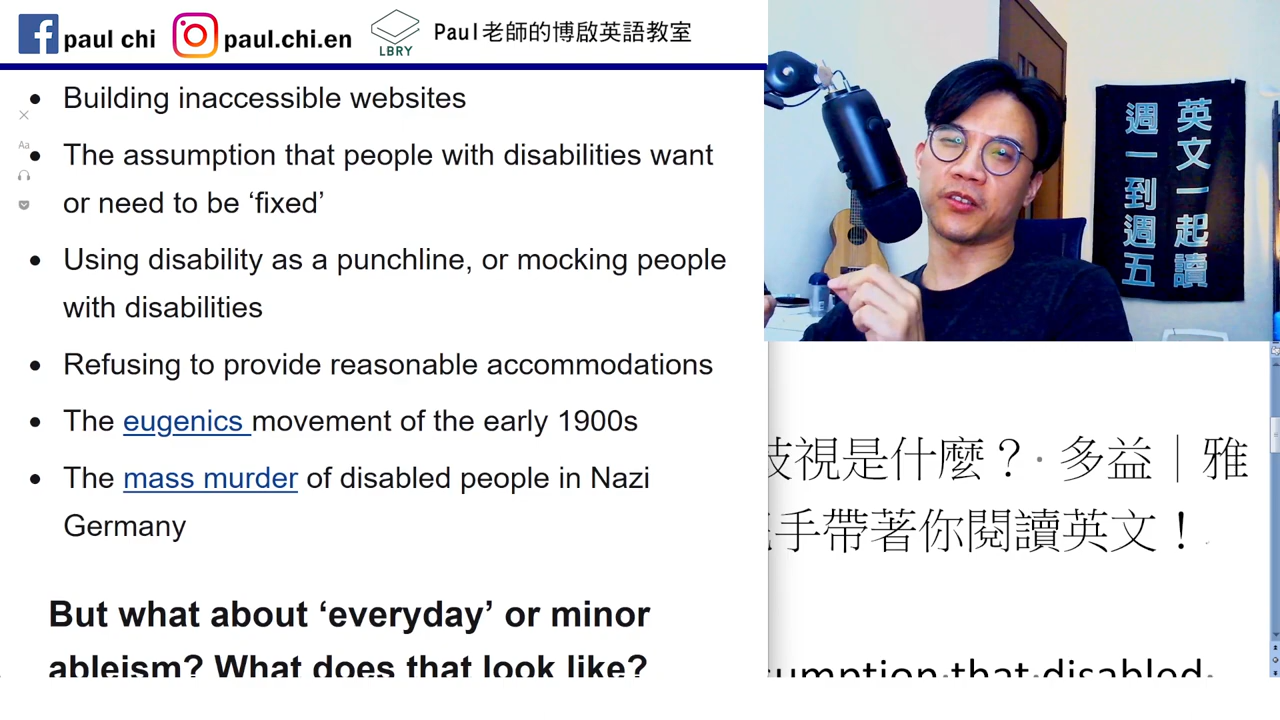 paul chi
paul.chi.en
LBRY
Paul老師的博啟英語教室
Building inaccessible websites
Aa
The assumption that people with disabilities want
or need to be ‘fixed’
Using disability as a punchline, or mocking people
with disabilities
Refusing to provide reasonable accommodations
The eugenics movement of the early 1900s
The mass murder of disabled people in Nazi
Germany
But what about ‘everyday’ or minor
ableism? What does that look like?
英文一起讀
週一到週五
歧視是什麼？ 多益｜雅
手帶著你閱讀英文！
that disabled